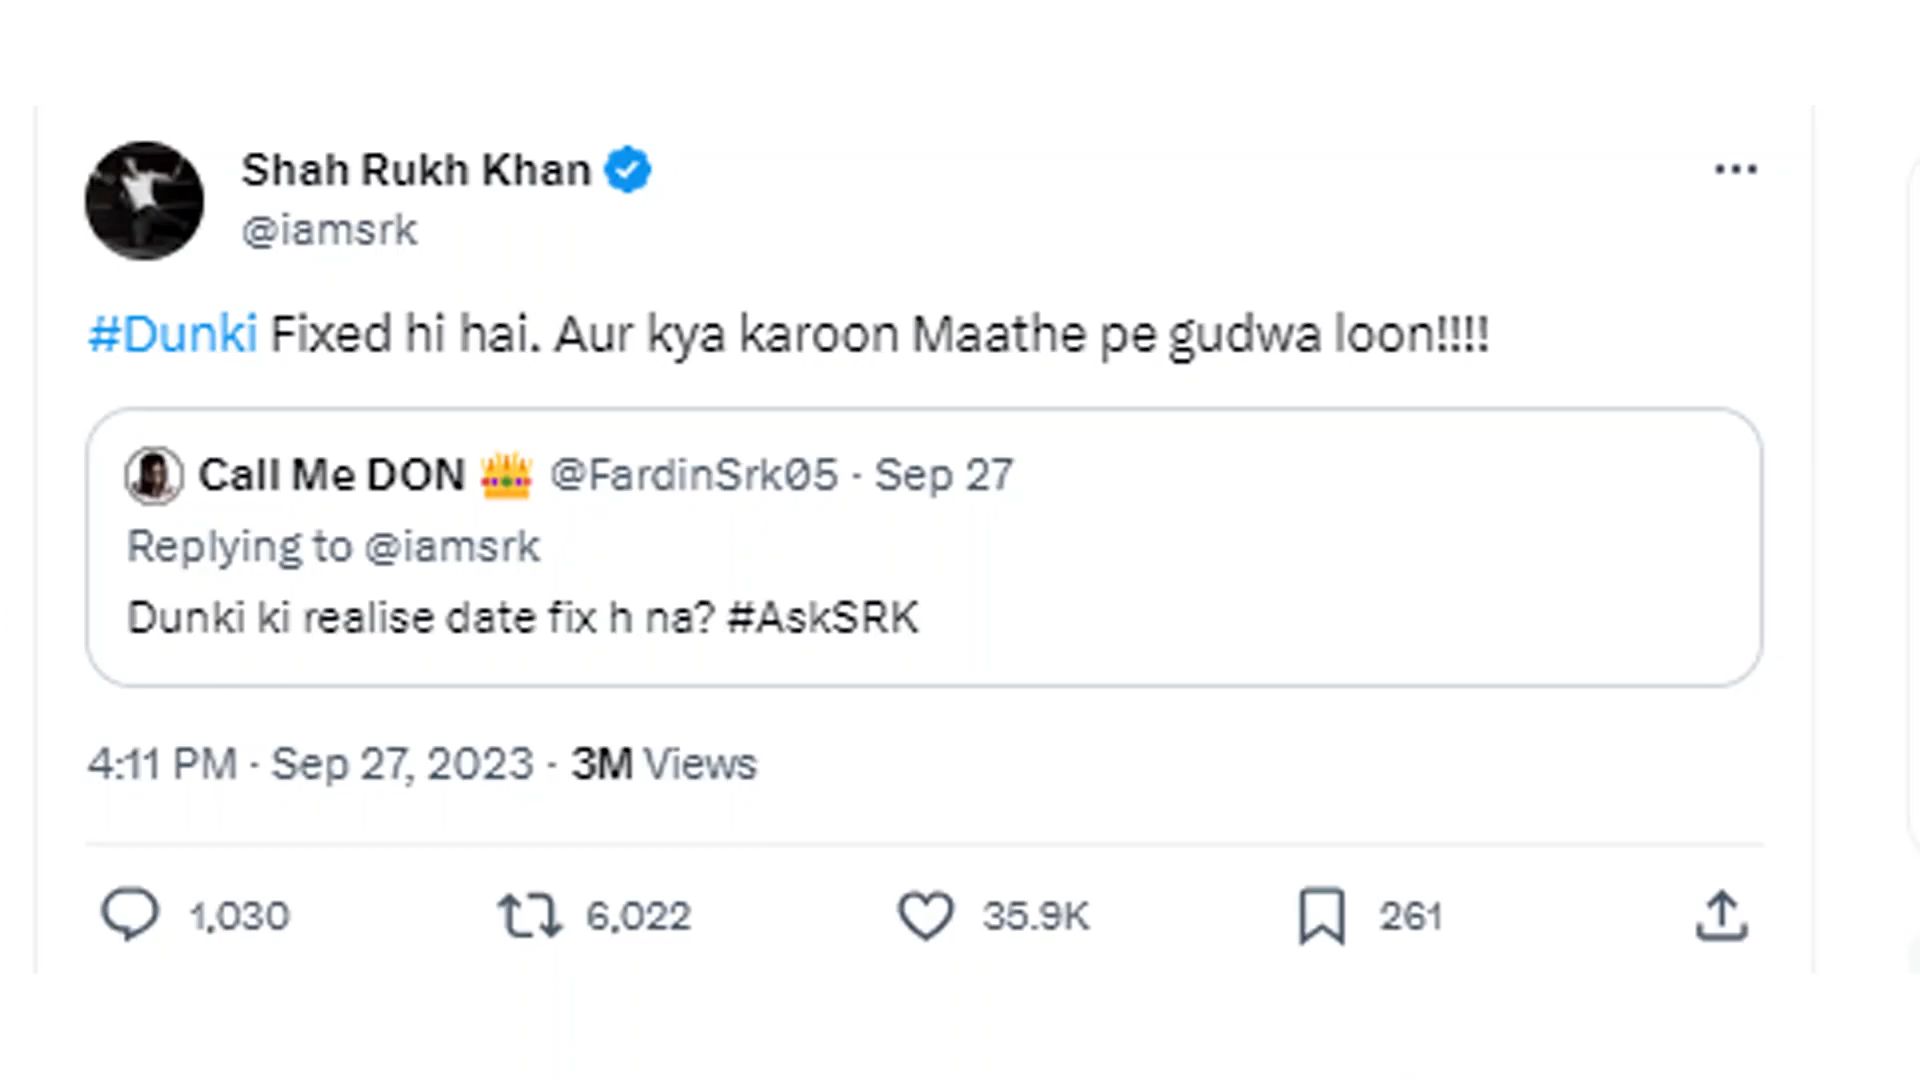 Shah Rukh Khan
@iamsrk
#Dunki Fixed hi hai. Aur kya karoon Maathe pe gudwa loon!!!!
Call Me DON 👑 @FardinSrk05 · Sep 27
Replying to @iamsrk
Dunki ki realise date fix h na? #AskSRK
4:11 PM · Sep 27, 2023 · 3M Views
1,030 6,022 35.9K 261